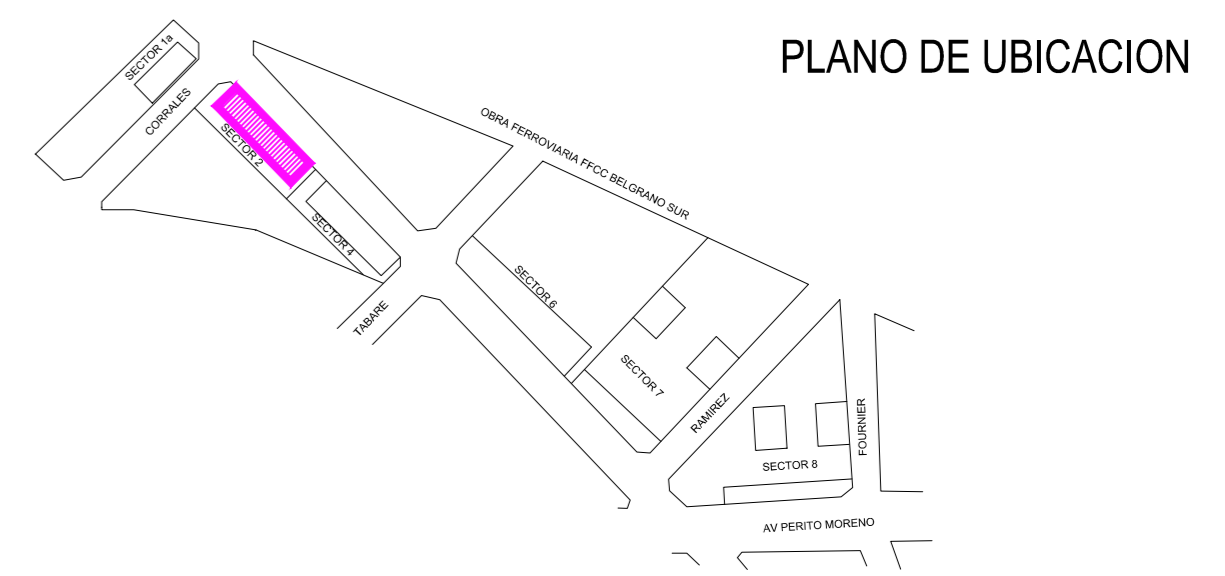 PLANO DE UBICACION
SECTOR 1a
CORRALES
SECTOR 2
OBRA FERROVIARIA FFCC BELGRANO SUR
SECTOR 4
TABARE
SECTOR 6
SECTOR 7
RAMIREZ
FOURNIER
SECTOR 8
AV PERITO MORENO